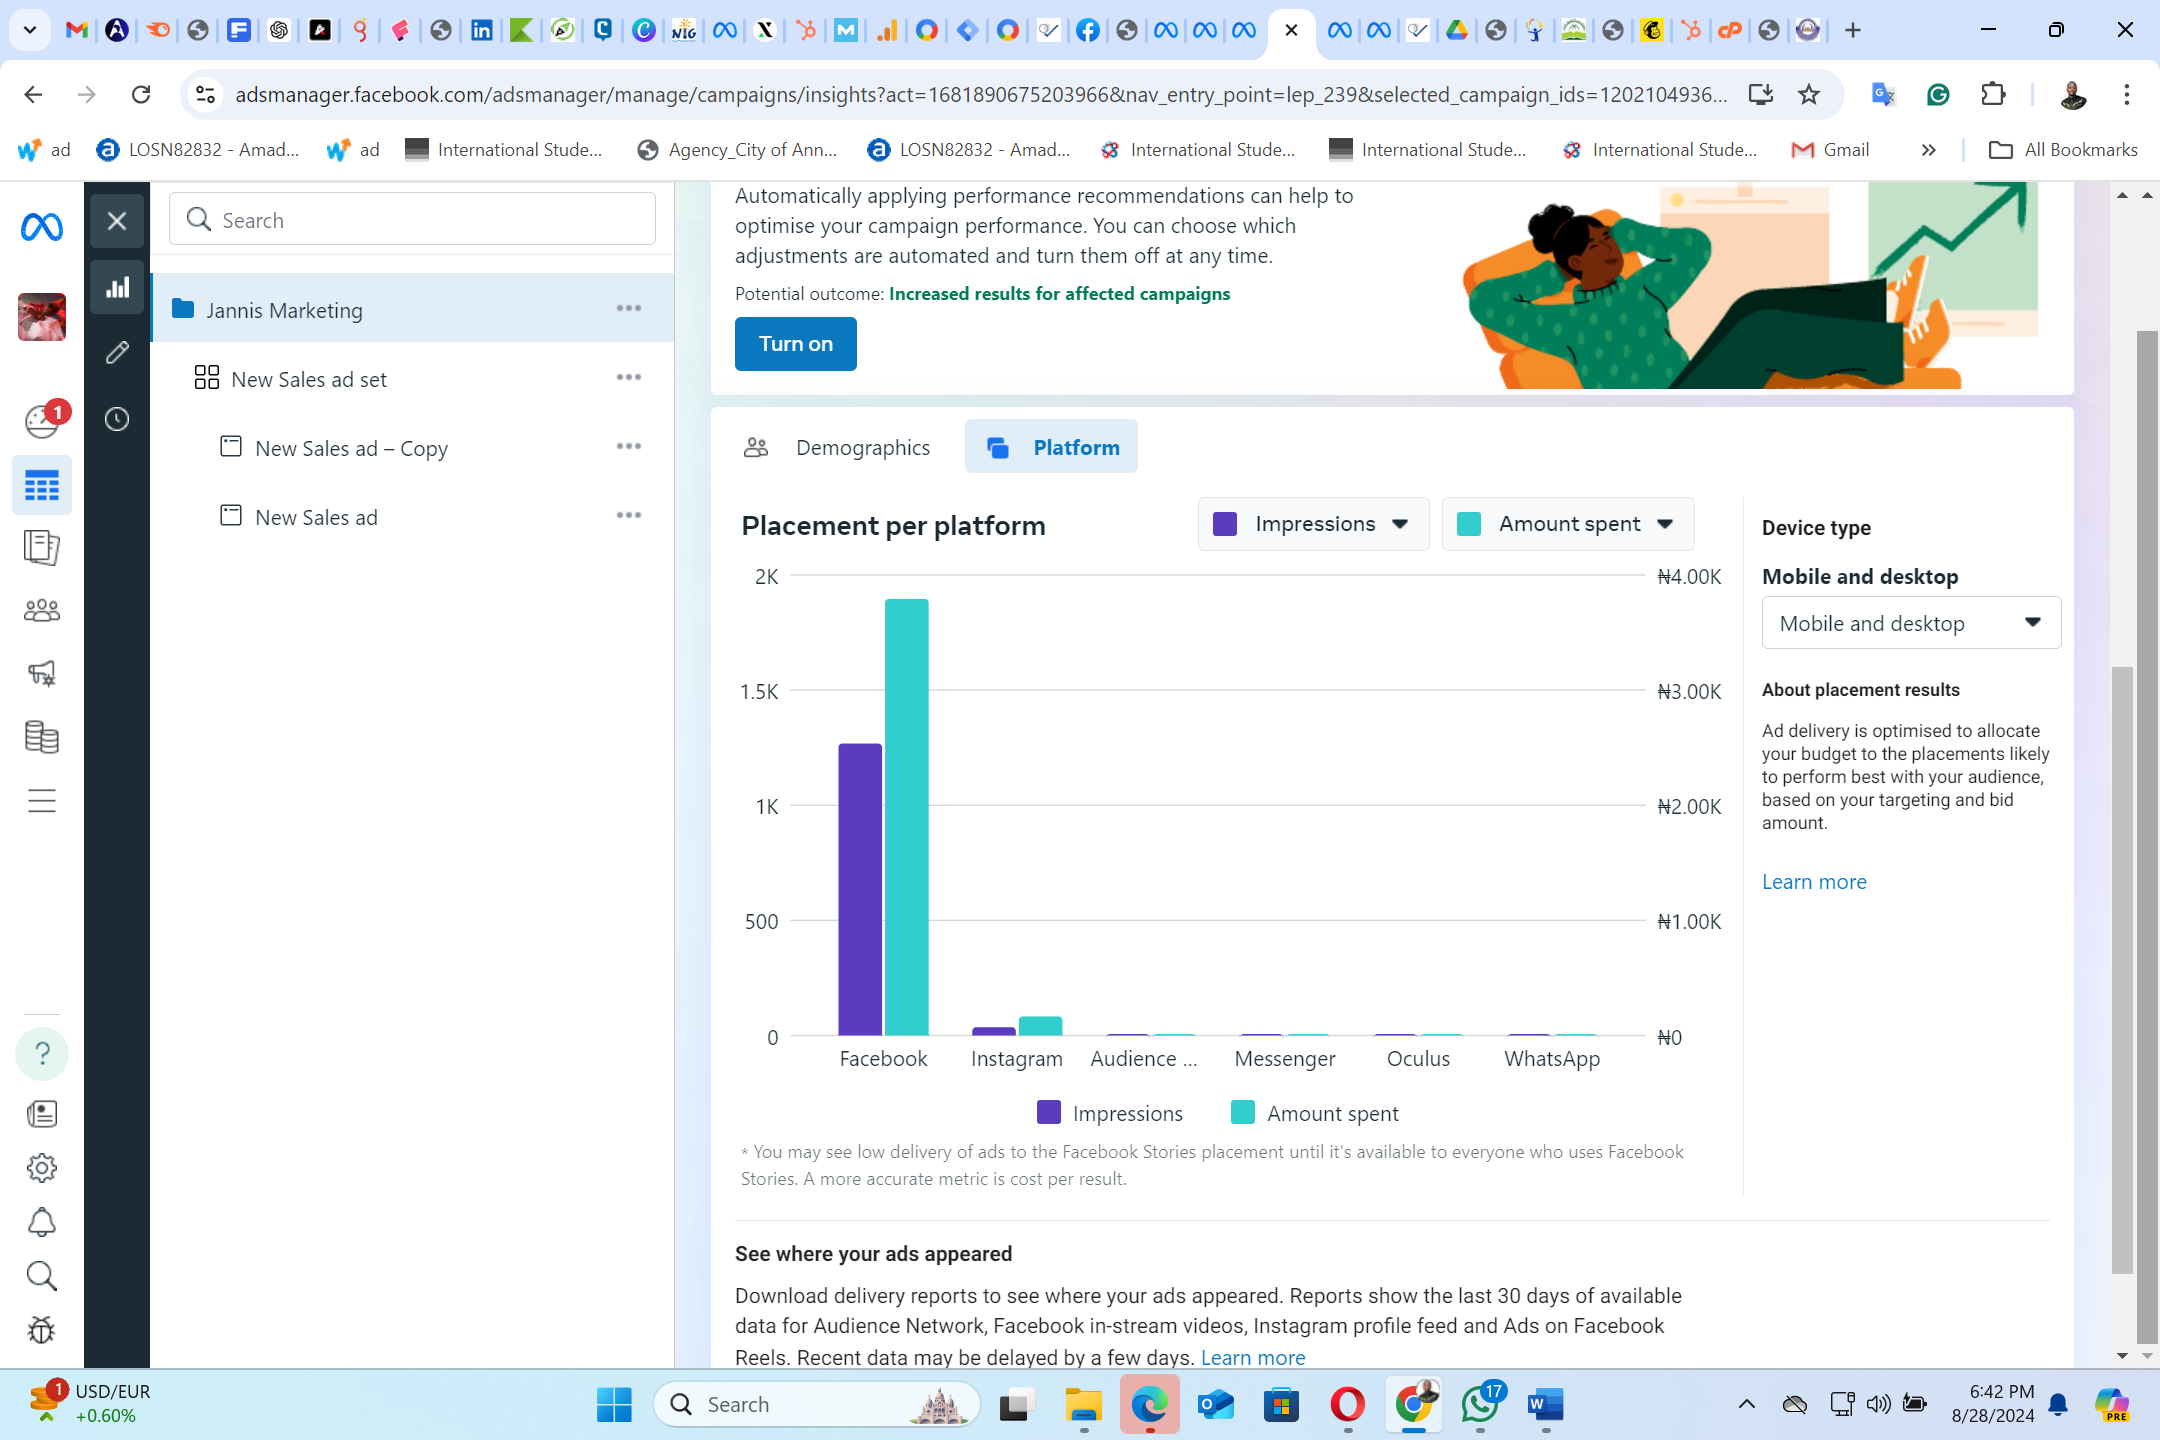 adsmanager.facebook.com/adsmanager/manage/campaigns/insights?act=1681890675203966&nav_entry_point=lep_239&selected_campaign_ids=1202104936...
ad
LOSN82832 - Amad...
ad
International Stude...
Agency_City of Ann...
LOSN82832 - Amad...
International Stude...
International Stude...
International Stude...
Gmail
»
All Bookmarks
Search
Jannis Marketing
New Sales ad set
New Sales ad – Copy
New Sales ad
1
Automatically applying performance recommendations can help to
optimise your campaign performance. You can choose which
adjustments are automated and turn them off at any time.
Potential outcome: Increased results for affected campaigns
Turn on
Demographics
Platform
Placement per platform
Impressions
Amount spent
2K
1.5K
1K
500
0
₦4.00K
₦3.00K
₦2.00K
₦1.00K
₦0
Facebook
Instagram
Audience ...
Messenger
Oculus
WhatsApp
Impressions
Amount spent
* You may see low delivery of ads to the Facebook Stories placement until it's available to everyone who uses Facebook
Stories. A more accurate metric is cost per result.
Device type
Mobile and desktop
Mobile and desktop
About placement results
Ad delivery is optimised to allocate
your budget to the placements likely
to perform best with your audience,
based on your targeting and bid
amount.
Learn more
See where your ads appeared
Download delivery reports to see where your ads appeared. Reports show the last 30 days of available
data for Audience Network, Facebook in-stream videos, Instagram profile feed and Ads on Facebook
Reels. Recent data may be delayed by a few days. Learn more
1
USD/EUR
+0.60%
Search
17
6:42 PM
8/28/2024
PRE